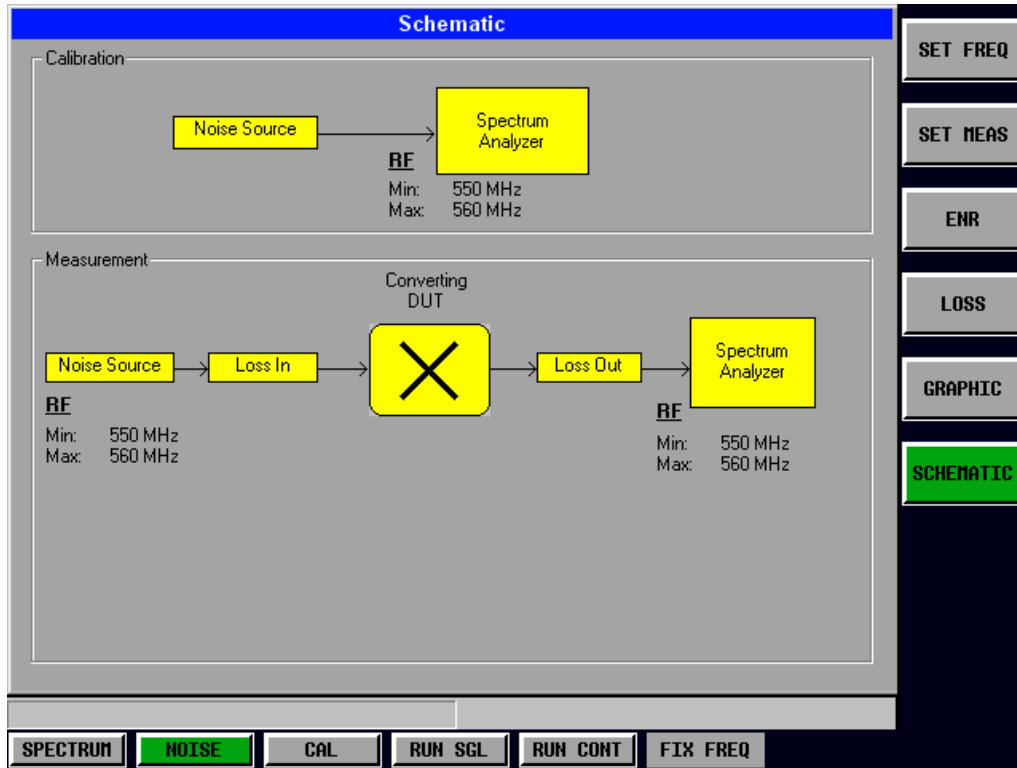 Schematic
Calibration
Noise Source
Spectrum
Analyzer
RF
Min: 550 MHz
Max: 560 MHz
Measurement
Converting
DUT
Noise Source
Loss In
Loss Out
Spectrum
Analyzer
RF
Min: 550 MHz
Max: 560 MHz
RF
Min: 550 MHz
Max: 560 MHz
SET FREQ
SET MEAS
ENR
LOSS
GRAPHIC
SCHEMATIC
SPECTRUM NOISE CAL RUN SGL RUN CONT FIX FREQ